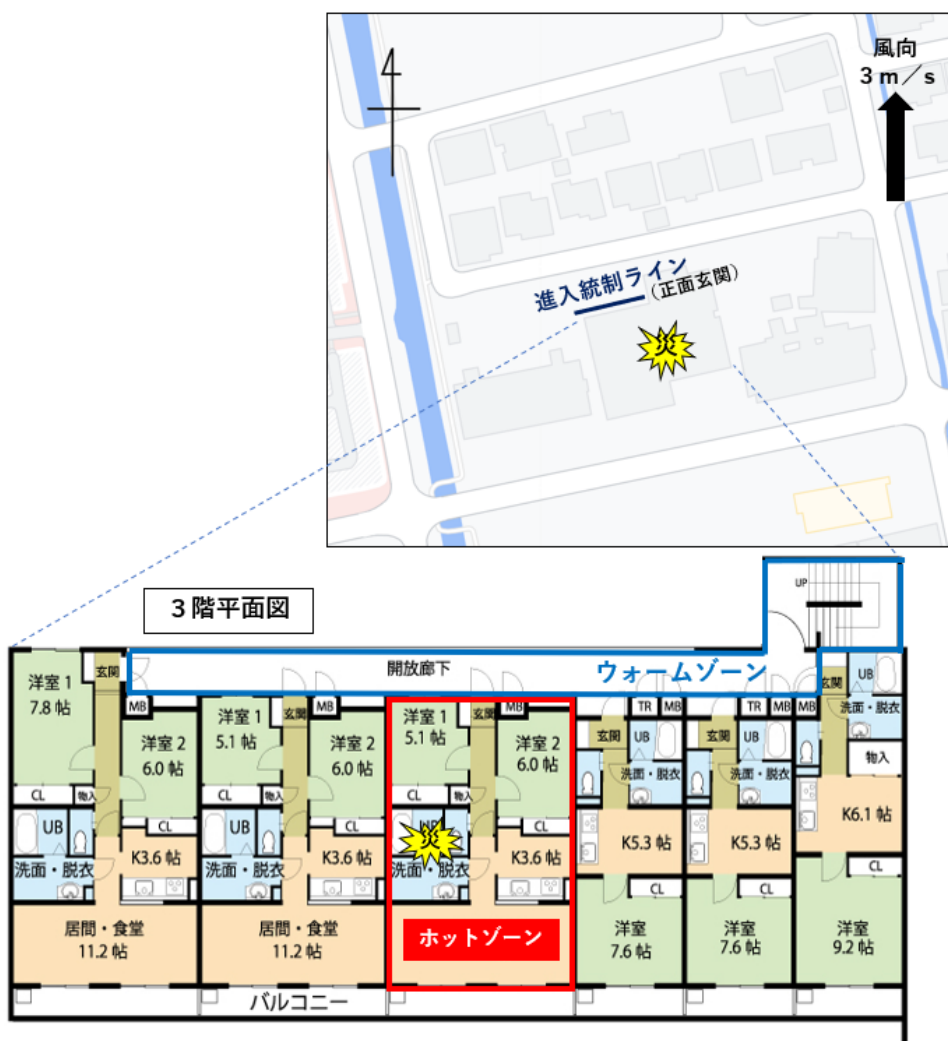 風向
3 m/s
4
進入統制ライン
(正面玄関)
災
3階平面図
UP
開放廊下
ウォームゾーン
洋室 1
7.8 帖
玄関
MB
洋室 2
6.0 帖
CL
物入
UB
K3.6 帖
CL
洗面・脱衣
居間・食堂
11.2 帖
洋室 1
5.1 帖
玄関
MB
洋室 2
6.0 帖
CL
物入
UB
K3.6 帖
CL
洗面・脱衣
居間・食堂
11.2 帖
洋室 1
5.1 帖
玄関
MB
洋室 2
6.0 帖
CL
物入
災
K3.6 帖
CL
洗面・脱衣
ホットゾーン
TR
MB
玄関
UB
洗面・脱衣
K5.3 帖
CL
洋室
7.6 帖
TR
MB
玄関
UB
洗面・脱衣
K5.3 帖
CL
洋室
7.6 帖
MB
玄関
UB
洗面・脱衣
物入
K6.1 帖
CL
洋室
9.2 帖
バルコニー